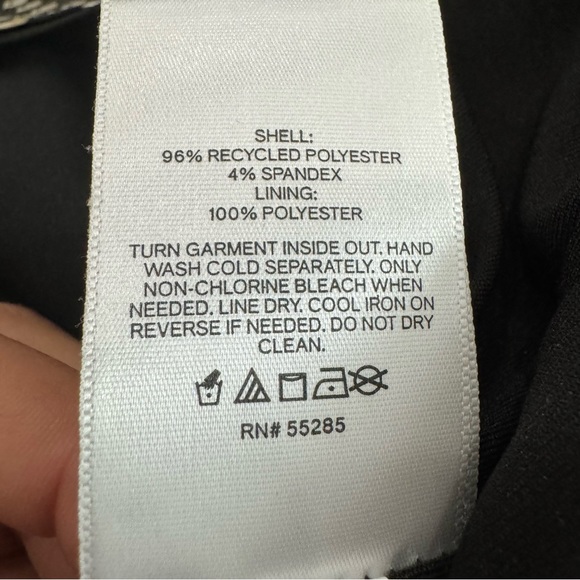 SHELL:
96% RECYCLED POLYESTER
4% SPANDEX
LINING:
100% POLYESTER
TURN GARMENT INSIDE OUT. HAND
WASH COLD SEPARATELY. ONLY
NON-CHLORINE BLEACH WHEN
NEEDED. LINE DRY. COOL IRON ON
REVERSE IF NEEDED. DO NOT DRY
CLEAN.
RN# 55285